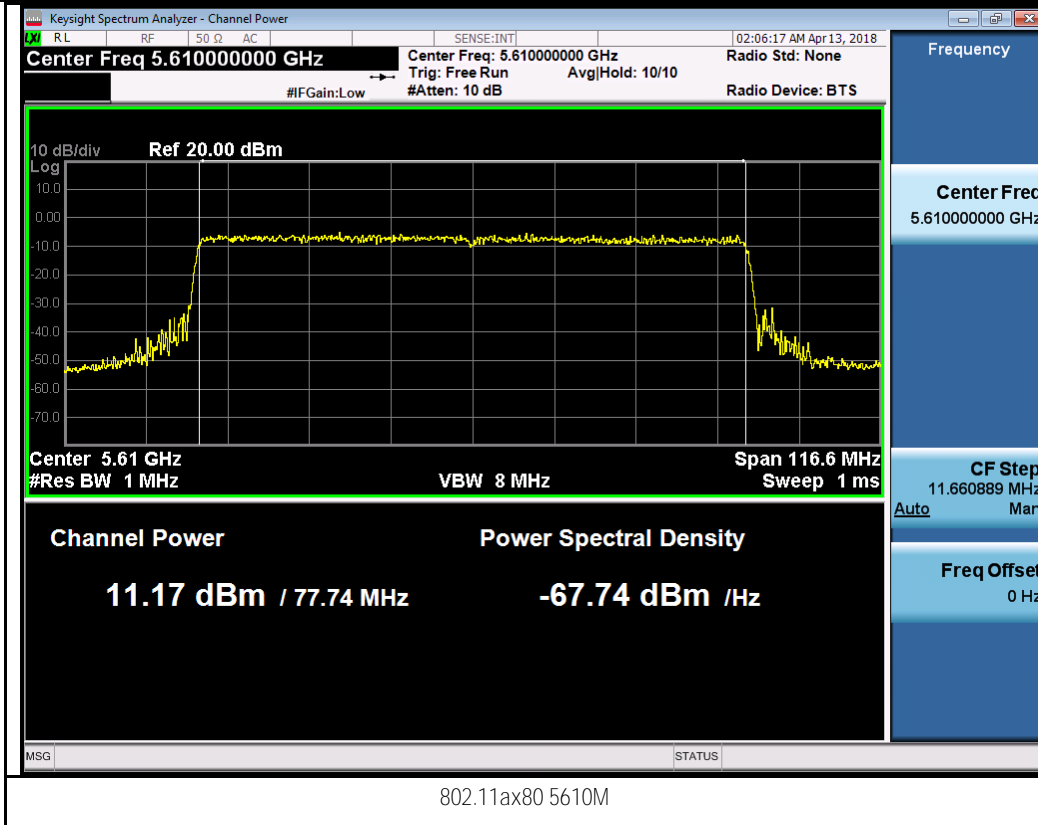 Keysight Spectrum Analyzer - Channel Power
LXI RL RF 50 Ω AC SENSE:INT 02:06:17 AM Apr 13, 2018
Center Freq 5.610000000 GHz
Center Freq: 5.610000000 GHz
Radio Std: None
Trig: Free Run Avg|Hold: 10/10
#IFGain:Low
#Atten: 10 dB
Radio Device: BTS
10 dB/div Ref 20.00 dBm
Log
10.0
0.00
-10.0
-20.0
-30.0
-40.0
-50.0
-60.0
-70.0
Center 5.61 GHz Span 116.6 MHz
#Res BW 1 MHz VBW 8 MHz Sweep 1 ms
Channel Power Power Spectral Density
11.17 dBm / 77.74 MHz -67.74 dBm /Hz
Frequency
Center Freq
5.610000000 GHz
CF Step
11.660889 MHz
Auto Man
Freq Offset
0 Hz
MSG STATUS
802.11ax80 5610M